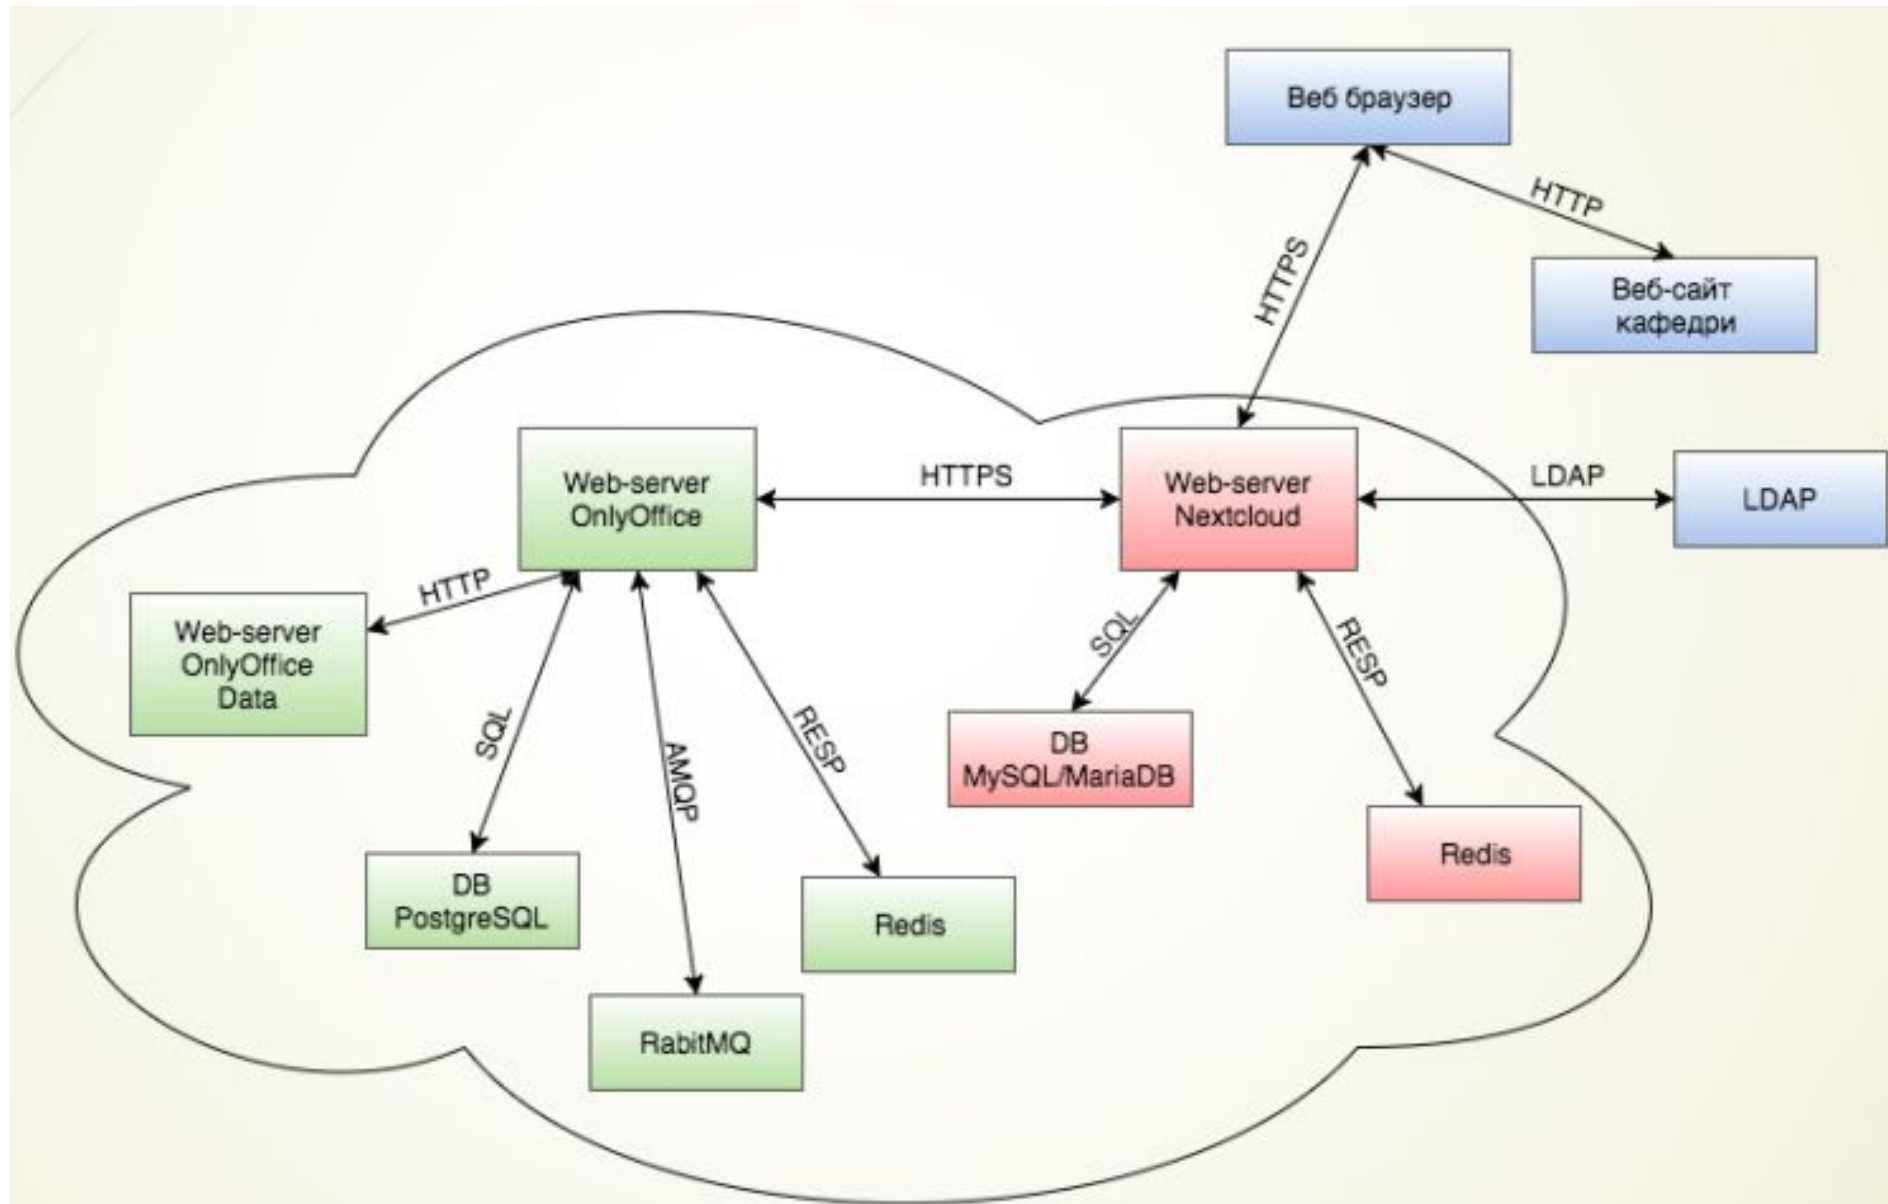 Веб браузер
HTTP
HTTPS
Веб-сайт
кафедри
Web-server
OnlyOffice
HTTPS
Web-server
Nextcloud
LDAP
LDAP
HTTP
Web-server
OnlyOffice
Data
SQL
AMQP
RESP
SQL
RESP
DB
MySQL/MariaDB
Redis
DB
PostgreSQL
Redis
RabitMQ